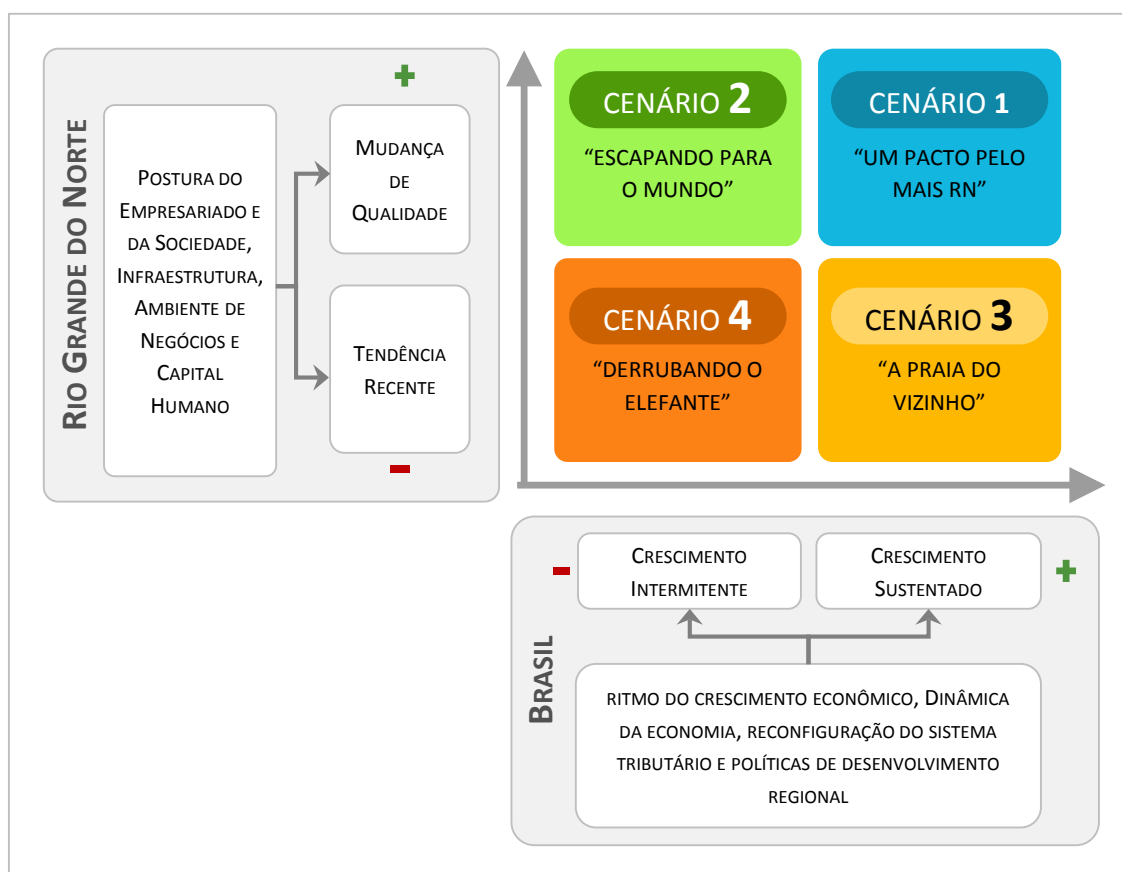 RIO GRANDE DO NORTE
POSTURA DO
EMPRESARIADO E
DA SOCIEDADE,
INFRAESTRUTURA,
AMBIENTE DE
NEGÓCIOS E
CAPITAL
HUMANO
+
MUDANÇA
DE
QUALIDADE
TENDÊNCIA
RECENTE
-
CENÁRIO 2
“ESCAPANDO PARA
O MUNDO”
CENÁRIO 1
“UM PACTO PELO
MAIS RN”
CENÁRIO 4
“DERRUBANDO O
ELEFANTE”
CENÁRIO 3
“A PRAIA DO
VIZINHO”
BRASIL
-
CRESCIMENTO
INTERMITENTE
CRESCIMENTO
SUSTENTADO
+
RITMO DO CRESCIMENTO ECONÔMICO, DINÂMICA
DA ECONOMIA, RECONFIGURAÇÃO DO SISTEMA
TRIBUTÁRIO E POLÍTICAS DE DESENVOLVIMENTO
REGIONAL